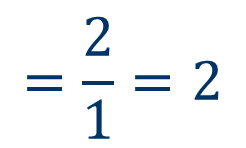 = 2/1 = 2